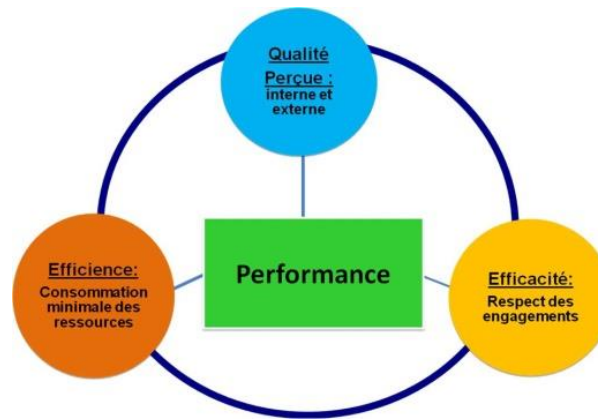 Qualité
Perçue :
interne et
externe
Performance
Efficience:
Consommation
minimale des
ressources
Efficacité:
Respect des
engagements